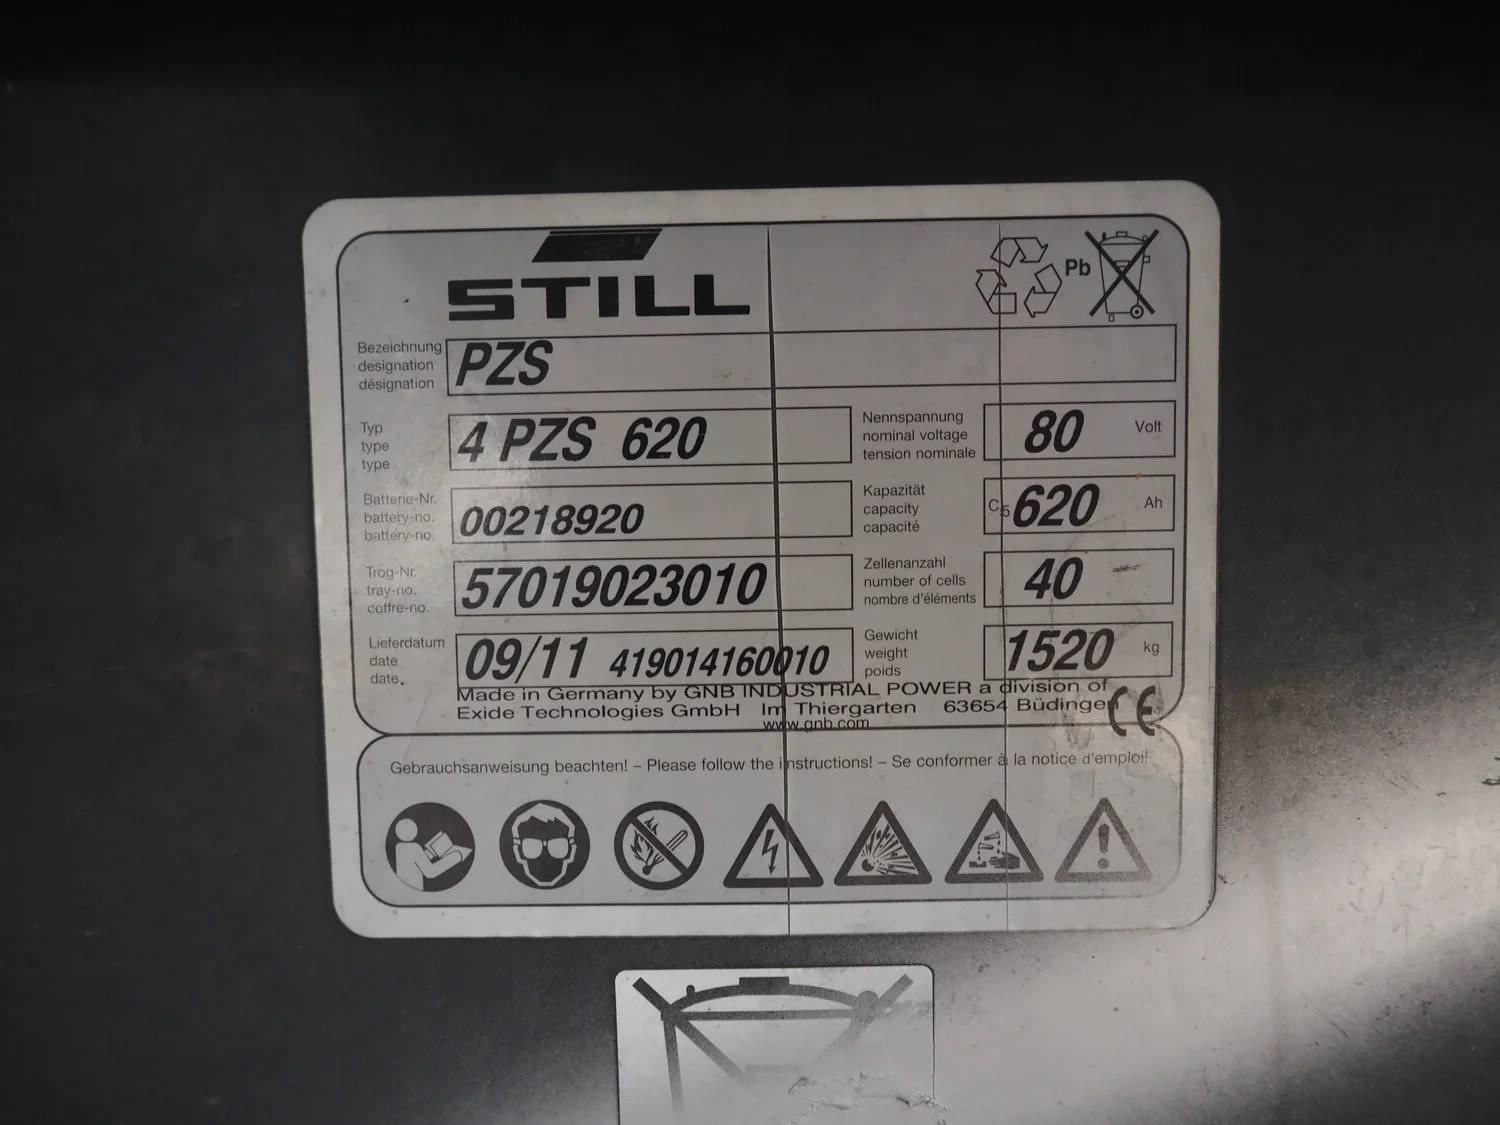 STILL
Pb
Bezeichnung
designation
désignation
PZS
Typ
type
type
4 PZS 620
Nennspannung
nominal voltage
tension nominale
80 Volt
Batterie-Nr.
battery-no.
battery-no.
00218920
Kapazität
capacity
capacité
C5 620 Ah
Trog-Nr.
tray-no.
coffre-no.
57019023010
Zellenanzahl
number of cells
nombre d'éléments
40
Lieferdatum
date
date.
09/11 419014160010
Gewicht
weight
poids
1520 kg
Made in Germany by GNB INDUSTRIAL POWER a division of
Exide Technologies GmbH Im Thiergarten 63654 Büdingen
CE
www.gnb.com
Gebrauchsanweisung beachten! – Please follow the instructions! – Se conformer à la notice d'emploi!